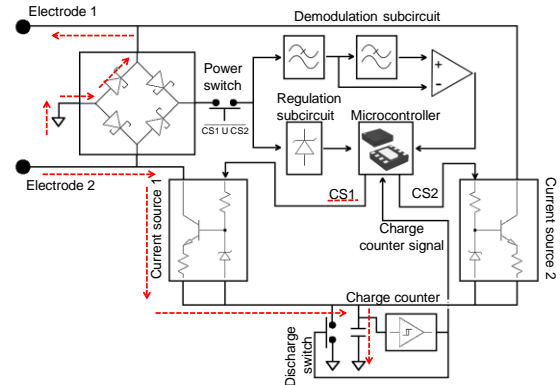 Electrode 1
Demodulation subcircuit
Power
switch
+
-
CS1 U CS2
Regulation
subcircuit
Microcontroller
Electrode 2
Current source 1
CS1
CS2
Charge
counter signal
Current source 2
Charge counter
Discharge
switch